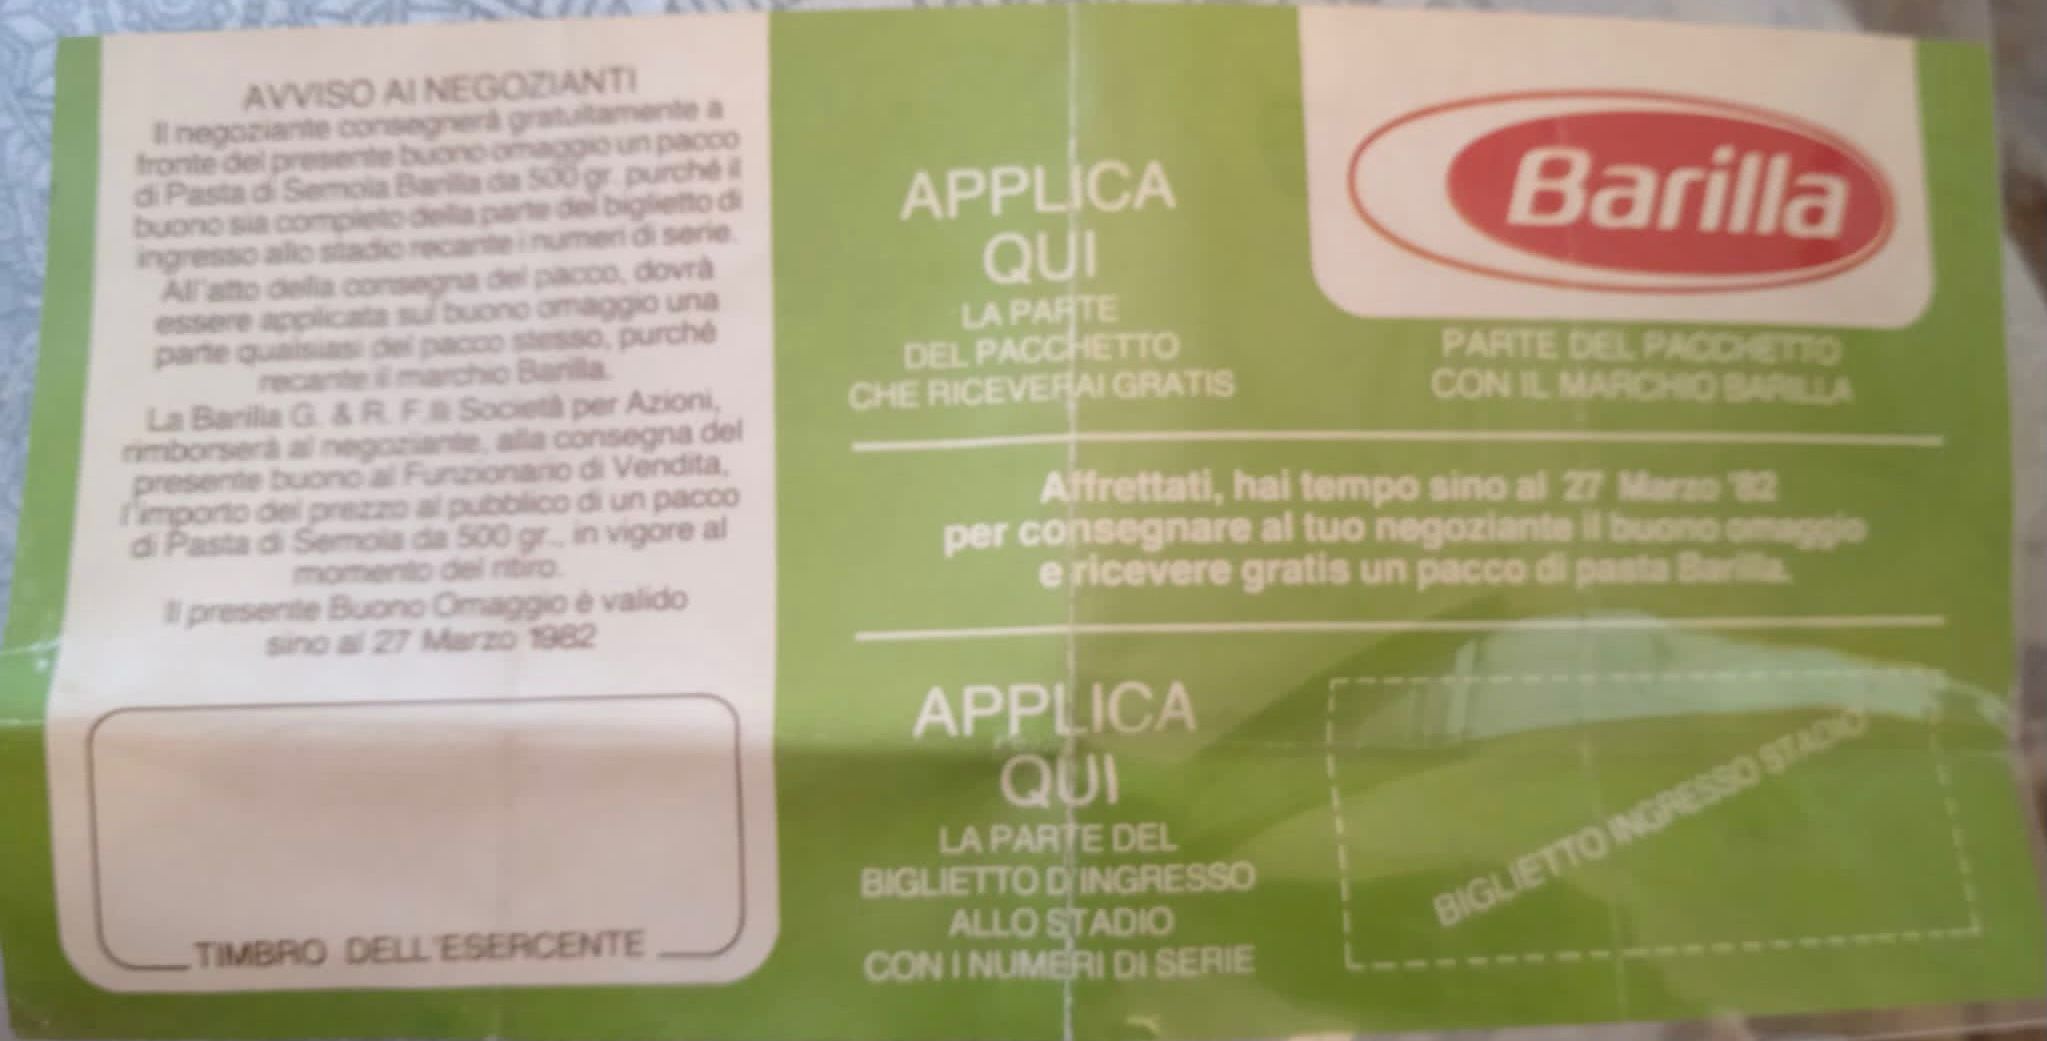 AVVISO AI NEGOZIANTI
Il negoziante consegnerà gratuitamente a
fronte del presente buono omaggio un pacco
di Pasta di Semola Barilla da 500 gr. purché il
buono sia completo della parte del biglietto di
ingresso allo stadio recante i numeri di serie.
All'atto della consegna del pacco, dovrà
essere applicata sul buono omaggio una
parte qualsiasi del pacco stesso, purché
recante il marchio Barilla.
La Barilla G. & R. F.lli Società per Azioni,
rimborserà al negoziante, alla consegna del
presente buono al Funzionario di Vendita,
l'importo del prezzo al pubblico di un pacco
di Pasta di Semola da 500 gr., in vigore al
momento del ritiro.
Il presente Buono Omaggio è valido
sino al 27 Marzo 1982
TIMBRO DELL'ESERCENTE
APPLICA
QUI
LA PARTE
DEL PACCHETTO
CHE RICEVERAI GRATIS
Barilla
PARTE DEL PACCHETTO
CON IL MARCHIO BARILLA
Affrettati, hai tempo sino al 27 Marzo '82
per consegnare al tuo negoziante il buono omaggio
e ricevere gratis un pacco di pasta Barilla.
APPLICA
QUI
LA PARTE DEL
BIGLIETTO D'INGRESSO
ALLO STADIO
CON I NUMERI DI SERIE
BIGLIETTO INGRESSO STADIO